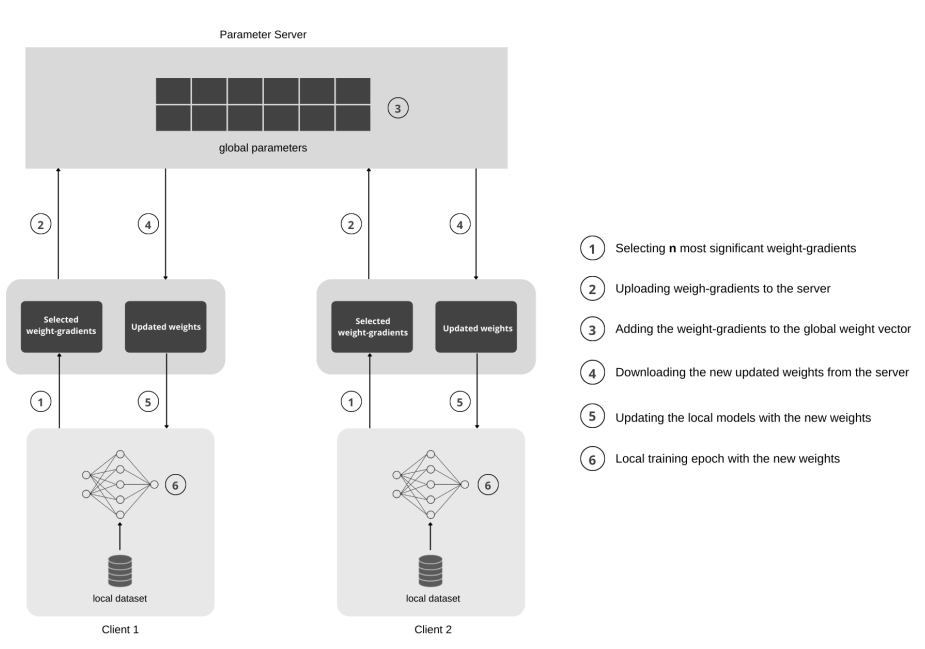 Parameter Server
3
global parameters
2
4
2
4
Selected
weight-gradients
Updated weights
Selected
weight-gradients
Updated weights
1
5
1
5
6
6
local dataset
local dataset
Client 1
Client 2
1 Selecting n most significant weight-gradients
2 Uploading weigh-gradients to the server
3 Adding the weight-gradients to the global weight vector
4 Downloading the new updated weights from the server
5 Updating the local models with the new weights
6 Local training epoch with the new weights